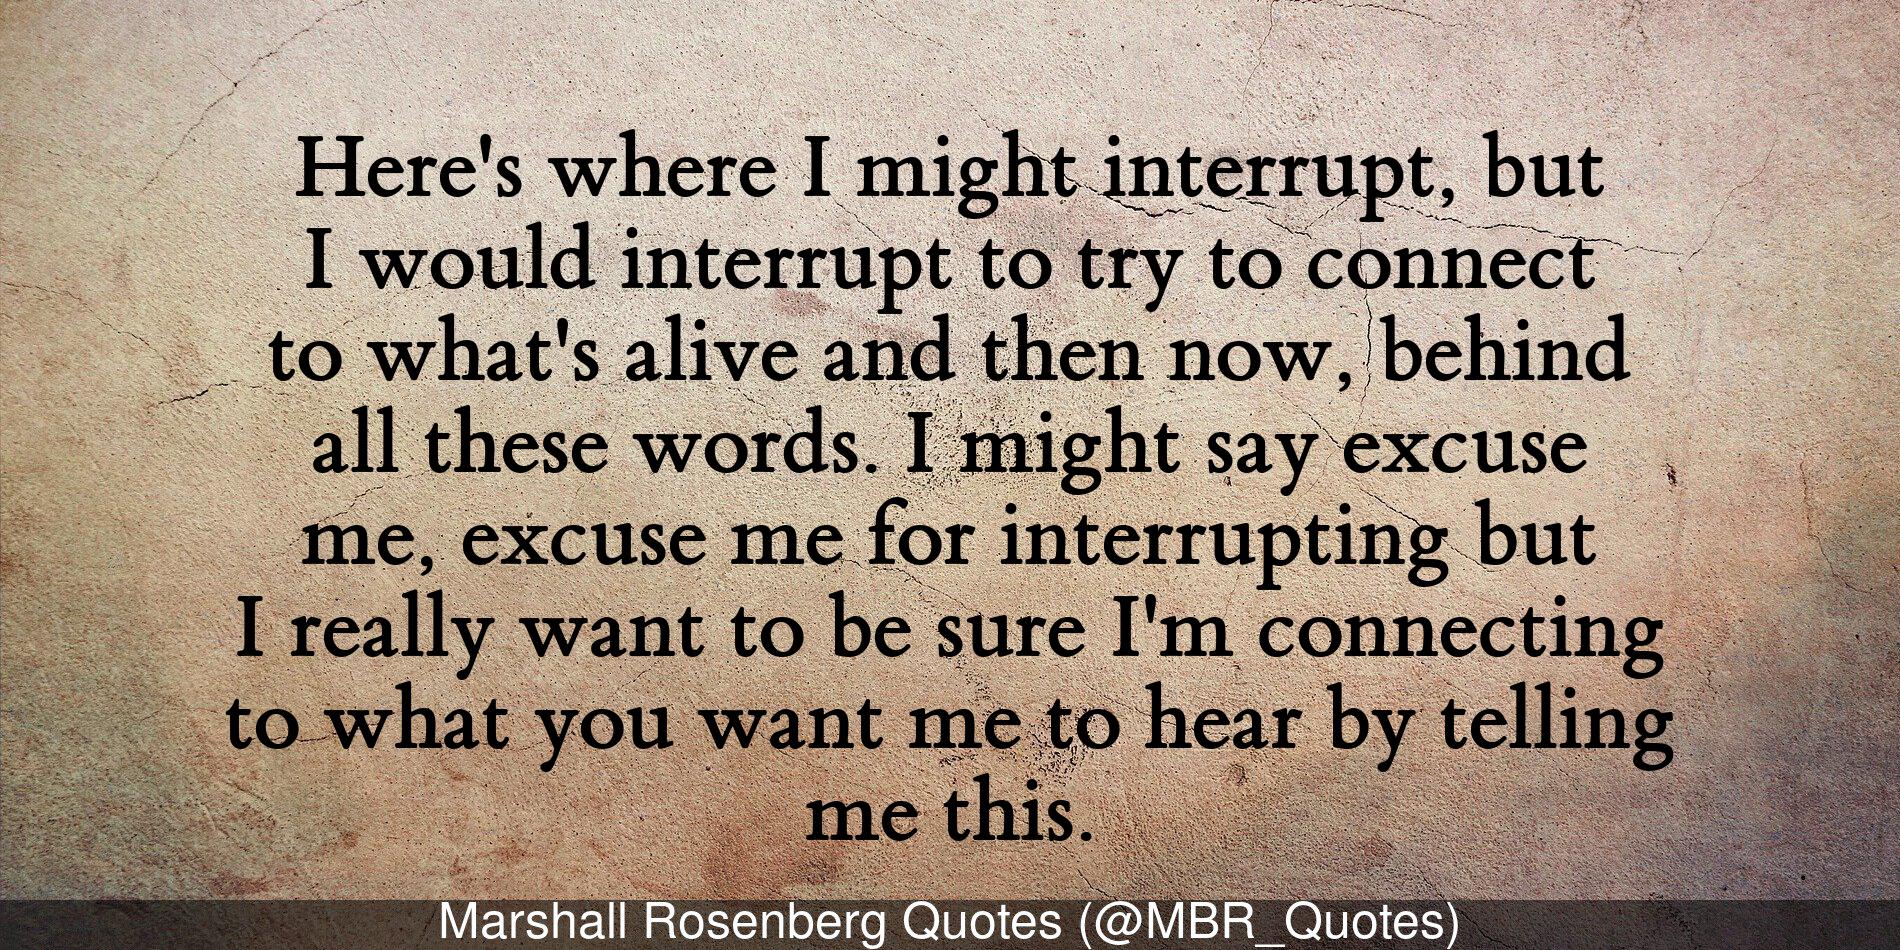 Here's where I might interrupt, but
I would interrupt to try to connect
to what's alive and then now, behind
all these words. I might say excuse
me, excuse me for interrupting but
I really want to be sure I'm connecting
to what you want me to hear by telling
me this.
Marshall Rosenberg Quotes (@MBR_Quotes)